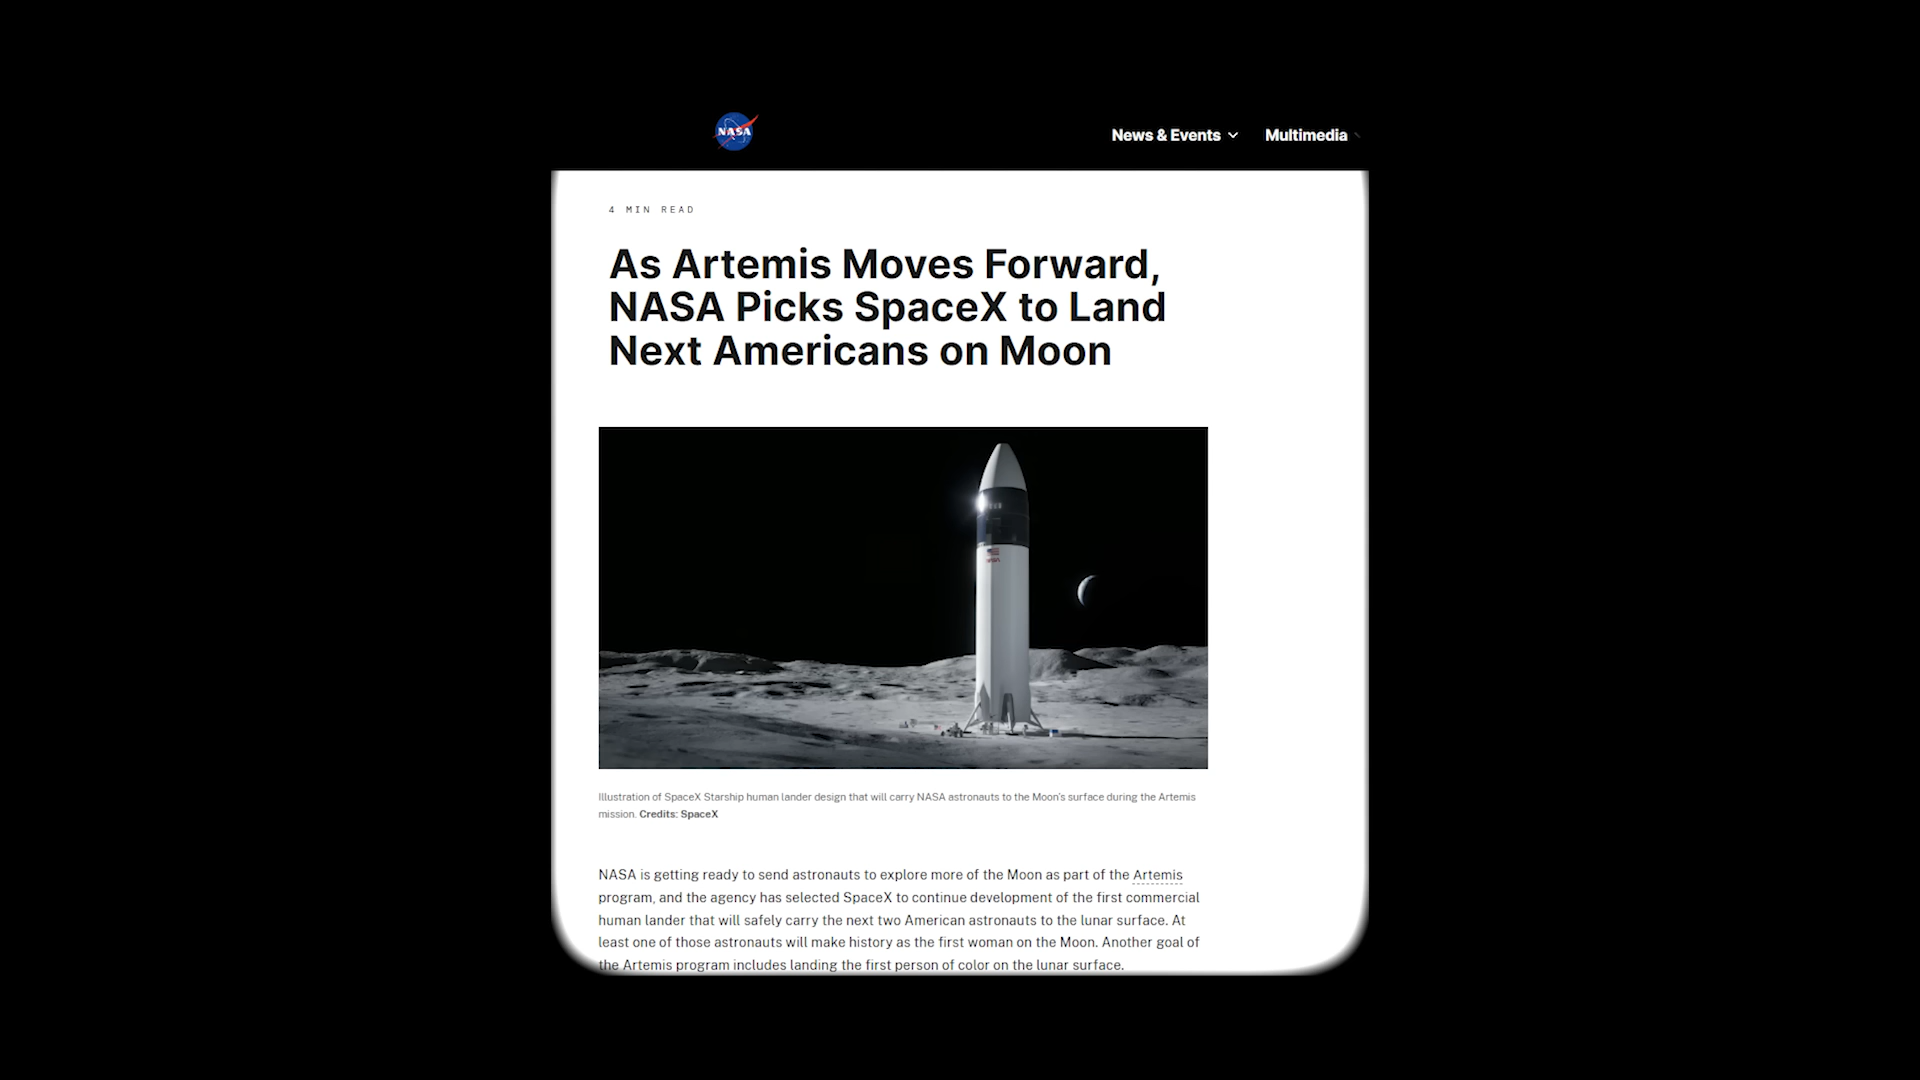 NASA
News & Events
Multimedia
4 MIN READ
As Artemis Moves Forward,
NASA Picks SpaceX to Land
Next Americans on Moon
NASA
Illustration of SpaceX Starship human lander design that will carry NASA astronauts to the Moon's surface during the Artemis
mission. Credits: SpaceX
NASA is getting ready to send astronauts to explore more of the Moon as part of the Artemis
program, and the agency has selected SpaceX to continue development of the first commercial
human lander that will safely carry the next two American astronauts to the lunar surface. At
least one of those astronauts will make history as the first woman on the Moon. Another goal of
the Artemis program includes landing the first person of color on the lunar surface.